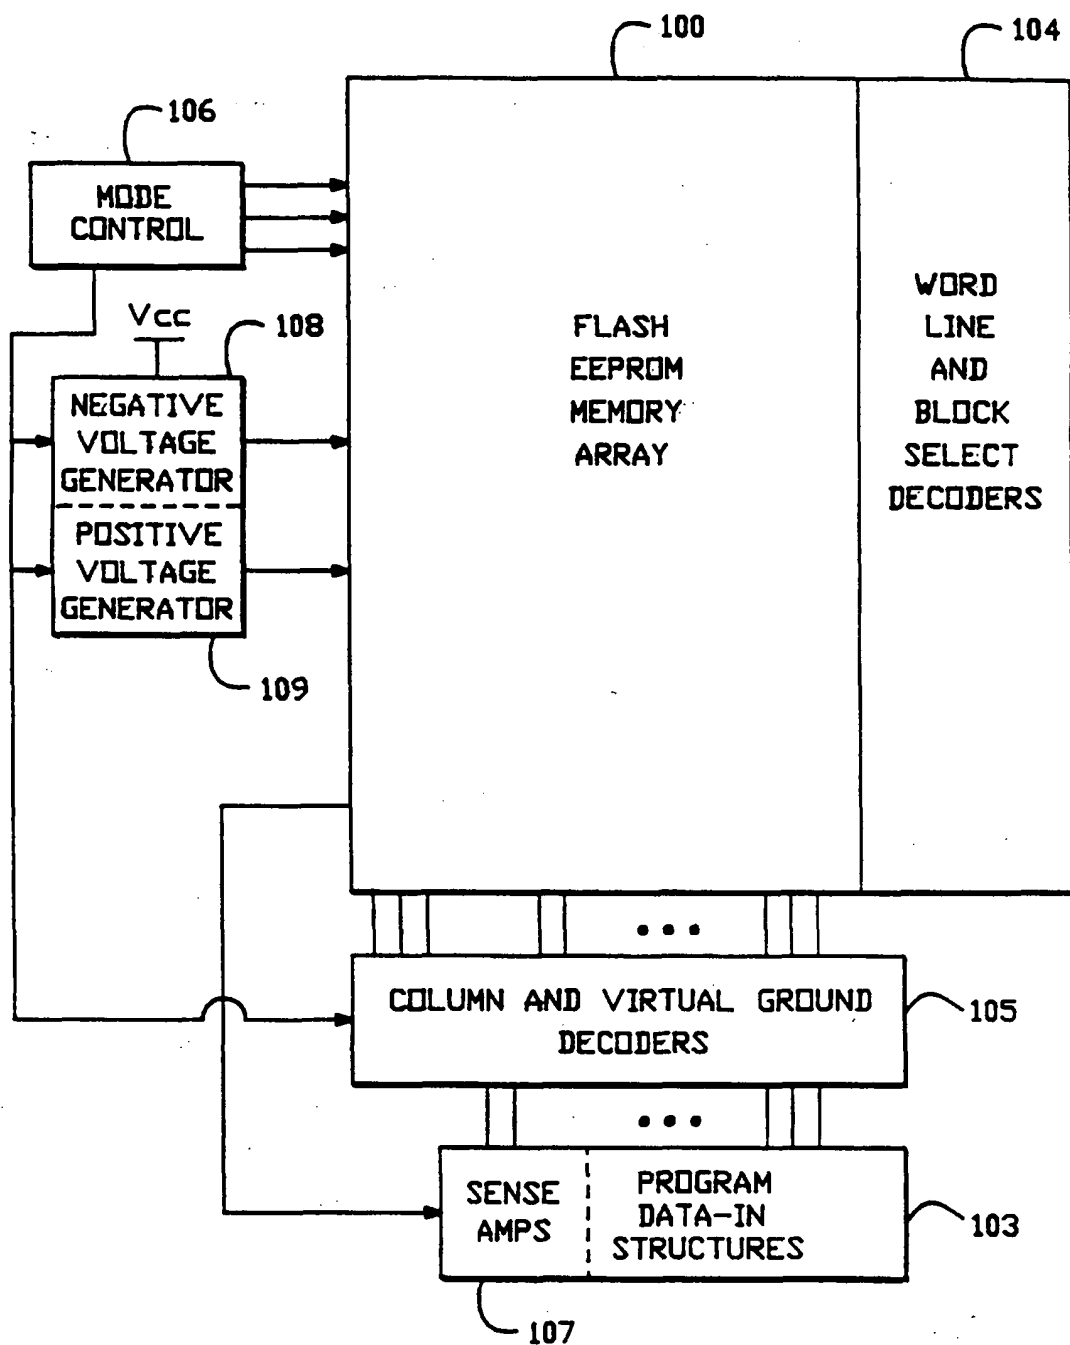 100
104
106
MODE
CONTROL
Vcc
108
NEGATIVE
VOLTAGE
GENERATOR
POSITIVE
VOLTAGE
GENERATOR
109
FLASH
EEPROM
MEMORY
ARRAY
WORD
LINE
AND
BLOCK
SELECT
DECODERS
COLUMN AND VIRTUAL GROUND
DECODERS
105
SENSE
AMPS
PROGRAM
DATA-IN
STRUCTURES
103
107